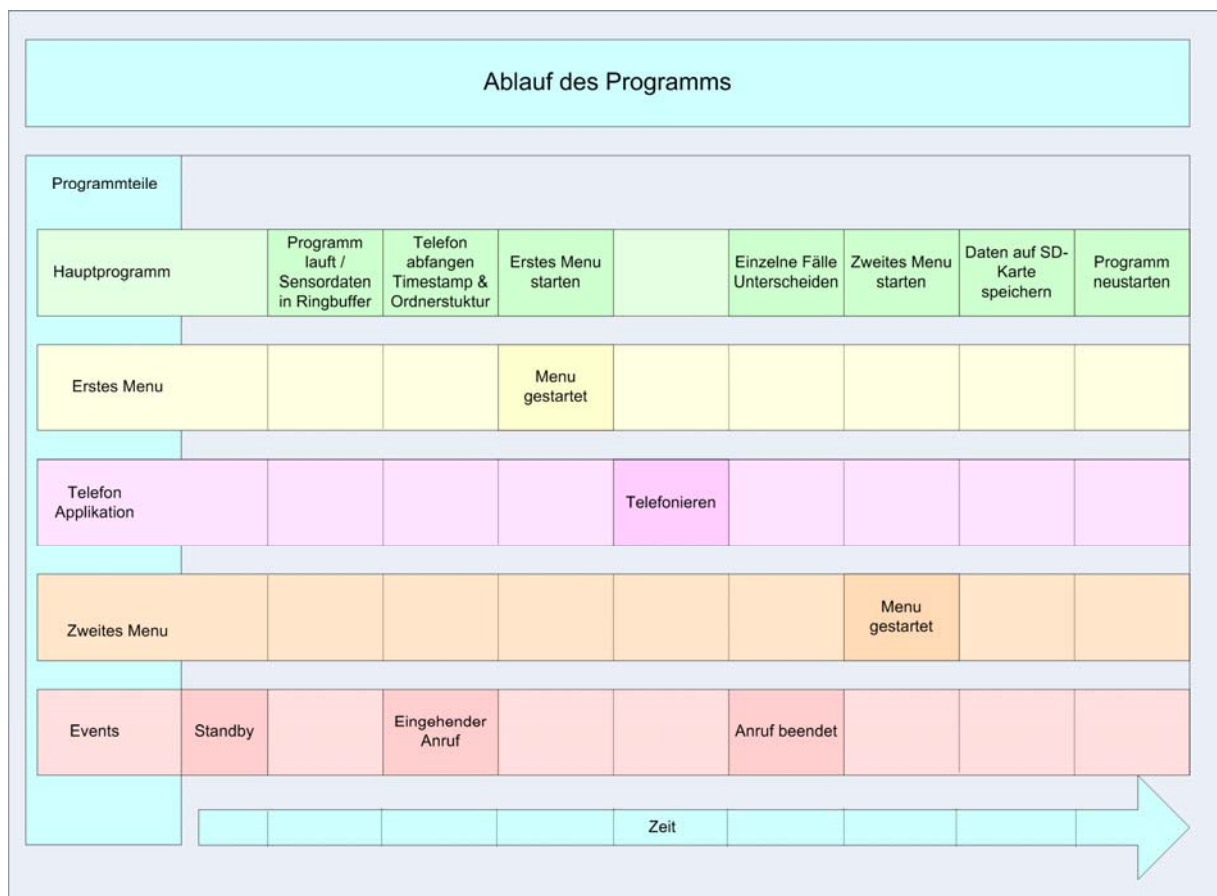 Ablauf des Programms
Programmteile
Hauptprogramm
Programm
lauft /
Sensordaten
in Ringbuffer
Telefon
abfangen
Timestamp &
Ordnerstuktur
Erstes Menu
starten
Einzelne Fälle
Unterscheiden
Zweites Menu
starten
Daten auf SD-
Karte
speichern
Programm
neustarten
Erstes Menu
Menu
gestartet
Telefon
Applikation
Telefonieren
Zweites Menu
Menu
gestartet
Events
Standby
Eingehender
Anruf
Anruf beendet
Zeit